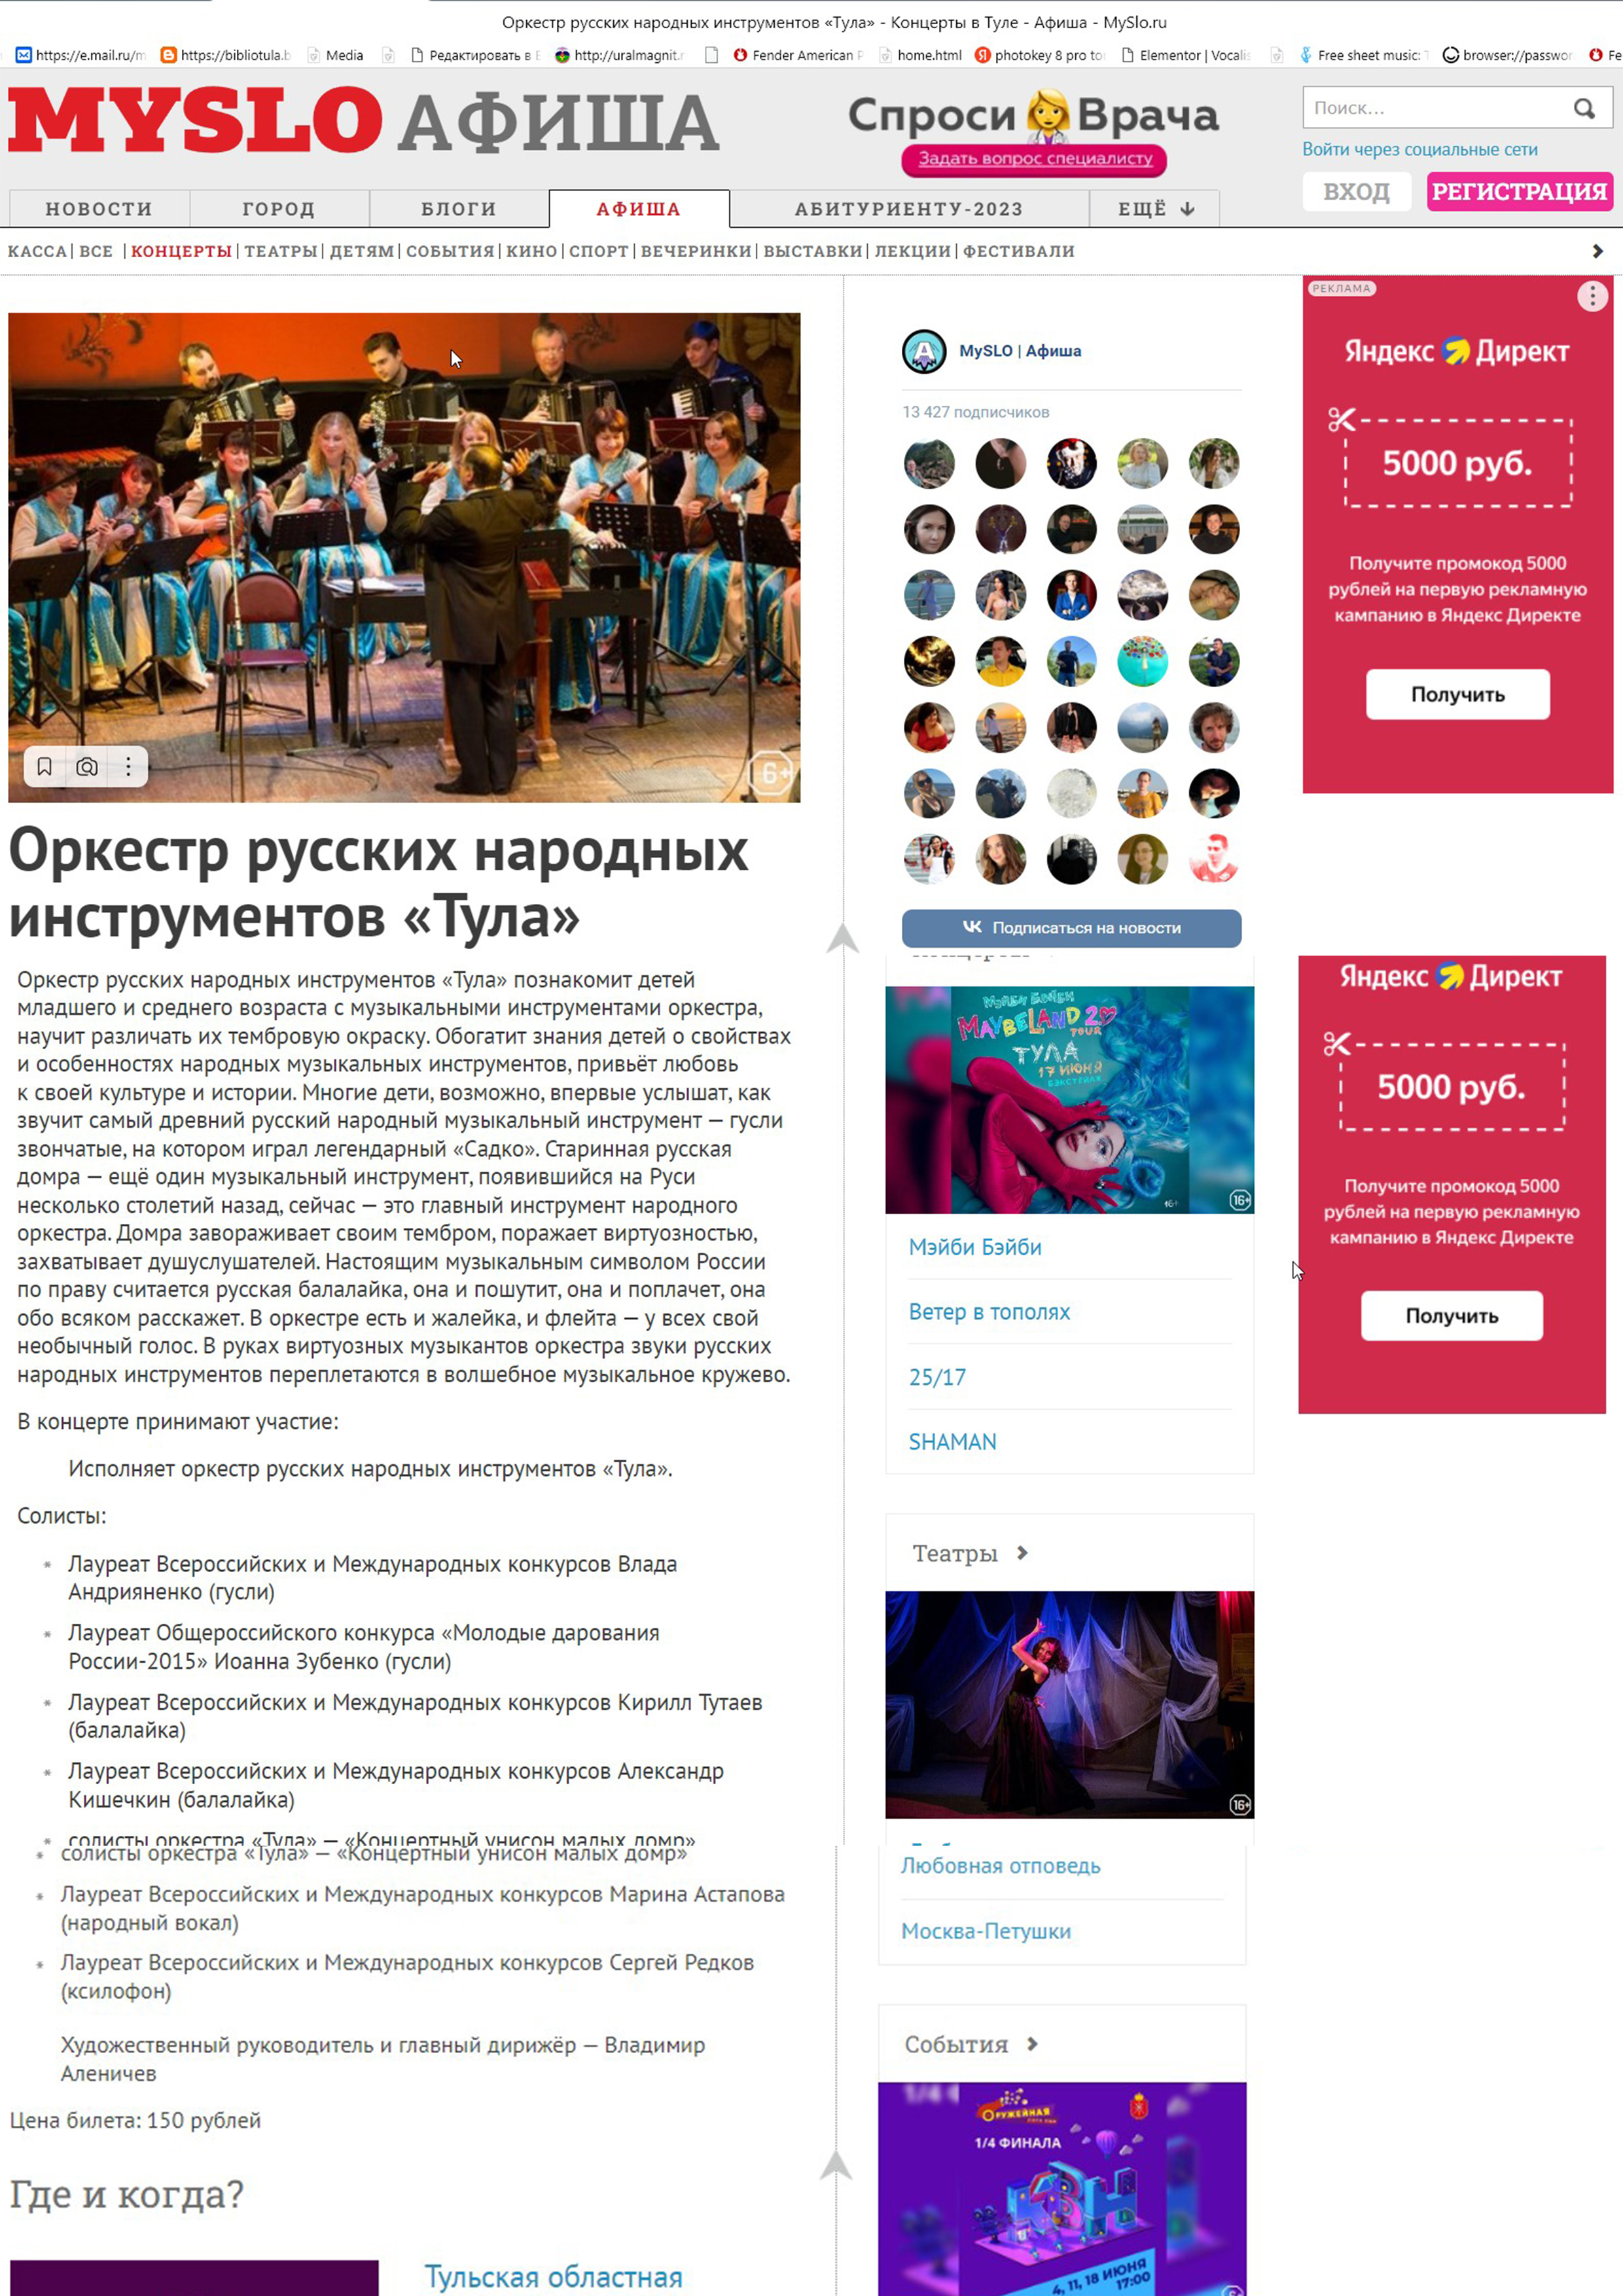 Оркестр русских народных инструментов «Тула» - Концерты в Туле - Афиша - MySlo.ru
https://e.mail.ru/m
https://bibliotula.b
Media
Редактировать в Е
http://uralmagnit.r
Fender American P
home.html
photokey 8 pro to
Elementor | Vocalis
Free sheet music:
browser://passwor
Fe
MYSLO АФИША
Спроси Врача
Задать вопрос специалисту
Поиск...
Войти через социальные сети
ВХОД
РЕГИСТРАЦИЯ
НОВОСТИ
ГОРОД
БЛОГИ
АФИША
АБИТУРИЕНТУ-2023
ЕЩЁ
КАССА | ВСЕ | КОНЦЕРТЫ | ТЕАТРЫ | ДЕТЯМ | СОБЫТИЯ | КИНО | СПОРТ | ВЕЧЕРИНКИ | ВЫСТАВКИ | ЛЕКЦИИ | ФЕСТИВАЛИ
6+
Оркестр русских народных
инструментов «Тула»
Оркестр русских народных инструментов «Тула» познакомит детей
младшего и среднего возраста с музыкальными инструментами оркестра,
научит различать их тембровую окраску. Обогатит знания детей о свойствах
и особенностях народных музыкальных инструментов, привьёт любовь
к своей культуре и истории. Многие дети, возможно, впервые услышат, как
звучит самый древний русский народный музыкальный инструмент — гусли
звончатые, на котором играл легендарный «Садко». Старинная русская
домра — ещё один музыкальный инструмент, появившийся на Руси
несколько столетий назад, сейчас — это главный инструмент народного
оркестра. Домра завораживает своим тембром, поражает виртуозностью,
захватывает душуслушателей. Настоящим музыкальным символом России
по праву считается русская балалайка, она и пошутит, она и поплачет, она
обо всяком расскажет. В оркестре есть и жалейка, и флейта — у всех свой
необычный голос. В руках виртуозных музыкантов оркестра звуки русских
народных инструментов переплетаются в волшебное музыкальное кружево.
В концерте принимают участие:
Исполняет оркестр русских народных инструментов «Тула».
Солисты:
* Лауреат Всероссийских и Международных конкурсов Влада
Андрияненко (гусли)
* Лауреат Общероссийского конкурса «Молодые дарования
России-2015» Иоанна Зубенко (гусли)
* Лауреат Всероссийских и Международных конкурсов Кирилл Тутаев
(балалайка)
* Лауреат Всероссийских и Международных конкурсов Александр
Кишечкин (балалайка)
* солисты оркестра «Тула» — «Концертный унисон малых домр»
* солисты оркестра «Тула» — «Концертный унисон малых домр»
* Лауреат Всероссийских и Международных конкурсов Марина Астапова
(народный вокал)
* Лауреат Всероссийских и Международных конкурсов Сергей Редков
(ксилофон)
Художественный руководитель и главный дирижёр — Владимир
Аленичев
Цена билета: 150 рублей
Где и когда?
Тульская областная
MySLO | Афиша
13 427 подписчиков
Подписаться на новости
МЭЙБИ БЭЙБИ
MAYBELAND 2
TOUR
ТУЛА
17 ИЮНЯ
БЭКСТЕЙДЖ
16+
16+
Мэйби Бэйби
Ветер в тополях
25/17
SHAMAN
Театры
16+
Любовная отповедь
Москва-Петушки
События
1/4 Ф
ОРУЖЕЙНАЯ
1/4 ФИНАЛА
КВН
4, 11, 18 ИЮНЯ
17:00
РЕКЛАМА
Яндекс Директ
5000 руб.
Получите промокод 5000
рублей на первую рекламную
кампанию в Яндекс Директе
Получить
Яндекс Директ
5000 руб.
Получите промокод 5000
рублей на первую рекламную
кампанию в Яндекс Директе
Получить